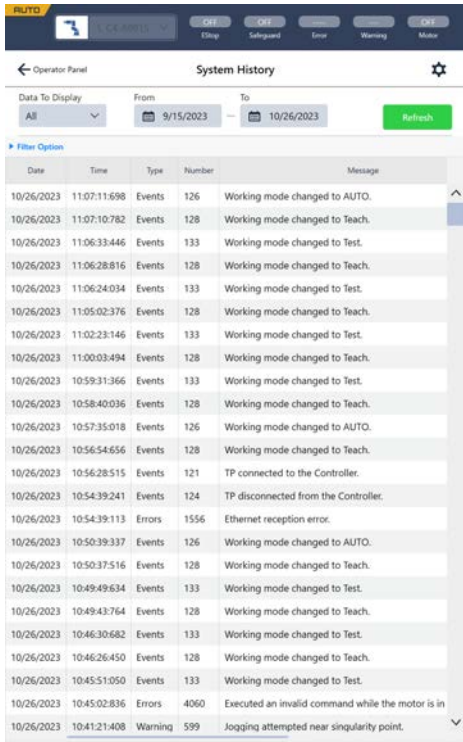 AUTO
OFF OFF OFF
EStop Safeguard Error Warning Motor
Operator Panel System History
Data To Display From To
All 9/15/2023 — 10/26/2023 Refresh
Filter Option
Date Time Type Number Message
10/26/2023 11:07:11:698 Events 126 Working mode changed to AUTO.
10/26/2023 11:07:10:782 Events 128 Working mode changed to Teach.
10/26/2023 11:06:33:446 Events 133 Working mode changed to Test.
10/26/2023 11:06:28:816 Events 128 Working mode changed to Teach.
10/26/2023 11:06:24:034 Events 133 Working mode changed to Test.
10/26/2023 11:05:02:376 Events 128 Working mode changed to Teach.
10/26/2023 11:02:23:146 Events 133 Working mode changed to Test.
10/26/2023 11:00:03:494 Events 128 Working mode changed to Teach.
10/26/2023 10:59:31:366 Events 133 Working mode changed to Test.
10/26/2023 10:58:40:036 Events 128 Working mode changed to Teach.
10/26/2023 10:57:35:018 Events 126 Working mode changed to AUTO.
10/26/2023 10:56:54:656 Events 128 Working mode changed to Teach.
10/26/2023 10:56:28:515 Events 121 TP connected to the Controller.
10/26/2023 10:54:39:241 Events 124 TP disconnected from the Controller.
10/26/2023 10:54:39:113 Errors 1556 Ethernet reception error.
10/26/2023 10:50:39:337 Events 126 Working mode changed to AUTO.
10/26/2023 10:50:37:516 Events 128 Working mode changed to Teach.
10/26/2023 10:49:49:634 Events 133 Working mode changed to Test.
10/26/2023 10:49:43:764 Events 128 Working mode changed to Teach.
10/26/2023 10:46:30:682 Events 133 Working mode changed to Test.
10/26/2023 10:46:26:450 Events 128 Working mode changed to Teach.
10/26/2023 10:45:51:050 Events 133 Working mode changed to Test.
10/26/2023 10:45:02:836 Errors 4060 Executed an invalid command while the motor is in
10/26/2023 10:41:21:408 Warning 599 Jogging attempted near singularity point.